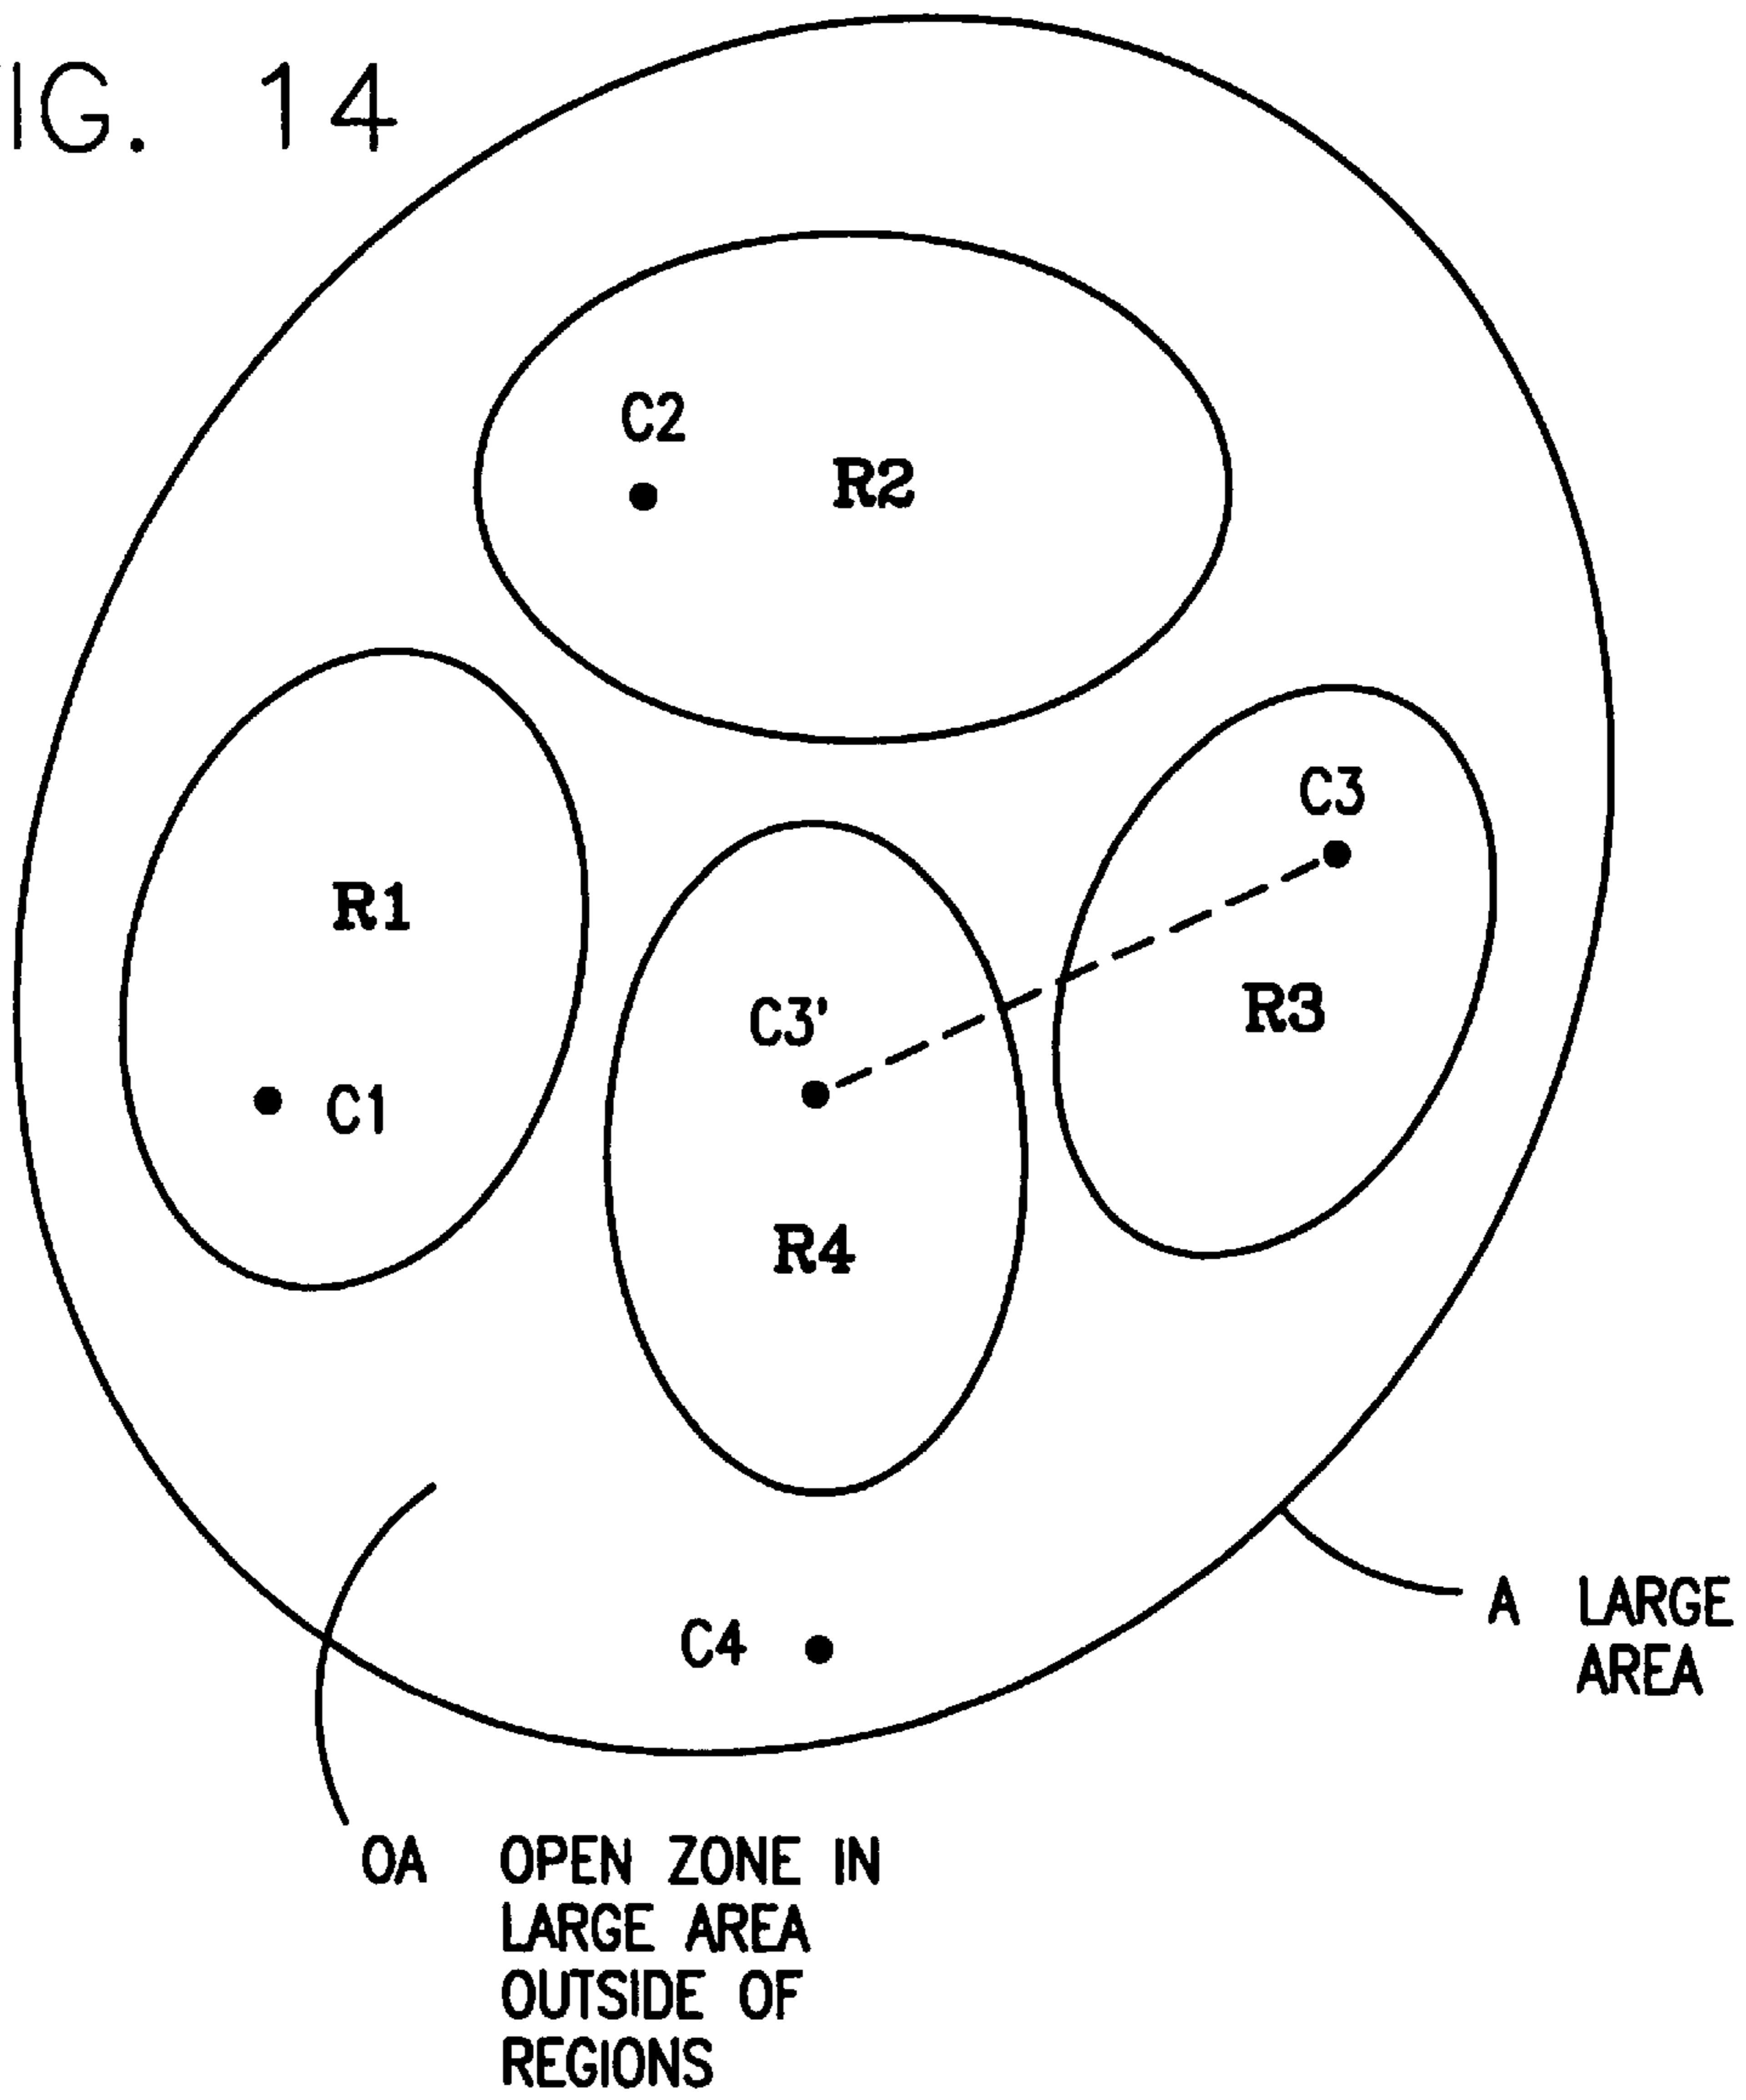 IG. 14
C2
R2
C3
R1
C3'
R3
C1
R4
A LARGE
AREA
C4
OA OPEN ZONE IN
LARGE AREA
OUTSIDE OF
REGIONS